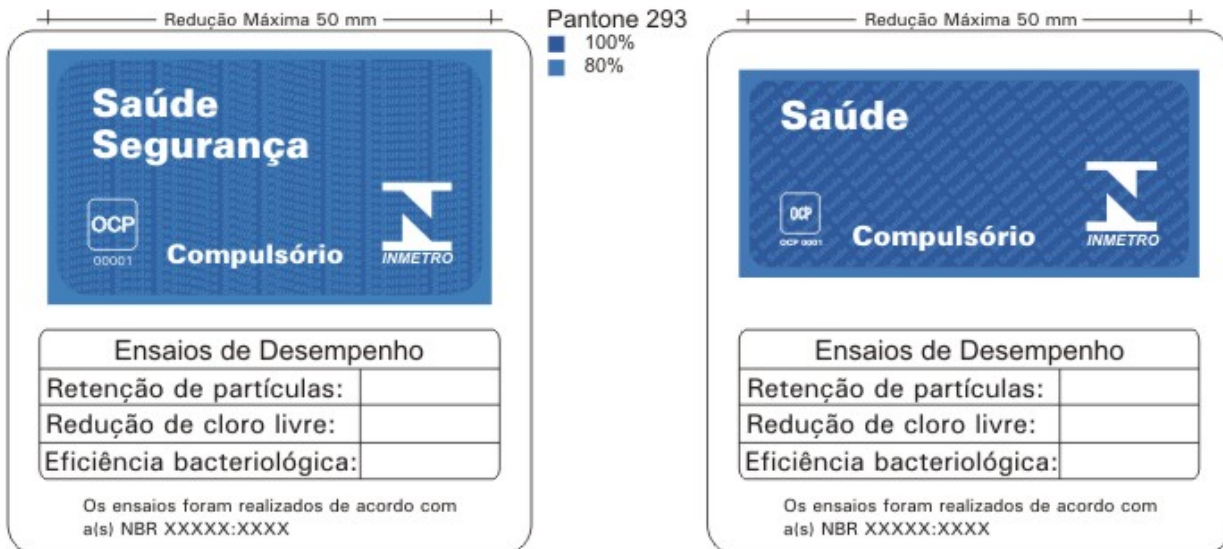 Redução Máxima 50 mm
Saúde
Segurança
OCP
00001
Compulsório
INMETRO
Ensaios de Desempenho
Retenção de partículas:
Redução de cloro livre:
Eficiência bacteriológica:
Os ensaios foram realizados de acordo com
a(s) NBR XXXXX:XXXX
Pantone 293
100%
80%
Redução Máxima 50 mm
Saúde
OCP
OCP 0001
Compulsório
INMETRO
Ensaios de Desempenho
Retenção de partículas:
Redução de cloro livre:
Eficiência bacteriológica:
Os ensaios foram realizados de acordo com
a(s) NBR XXXXX:XXXX